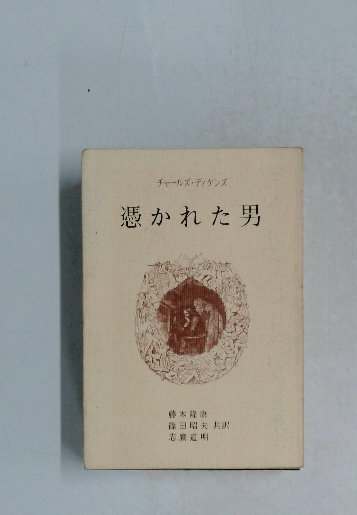 チャールズ・ディケンズ
憑かれた男
藤本隆康
篠田昭夫 共訳
志鷹道明